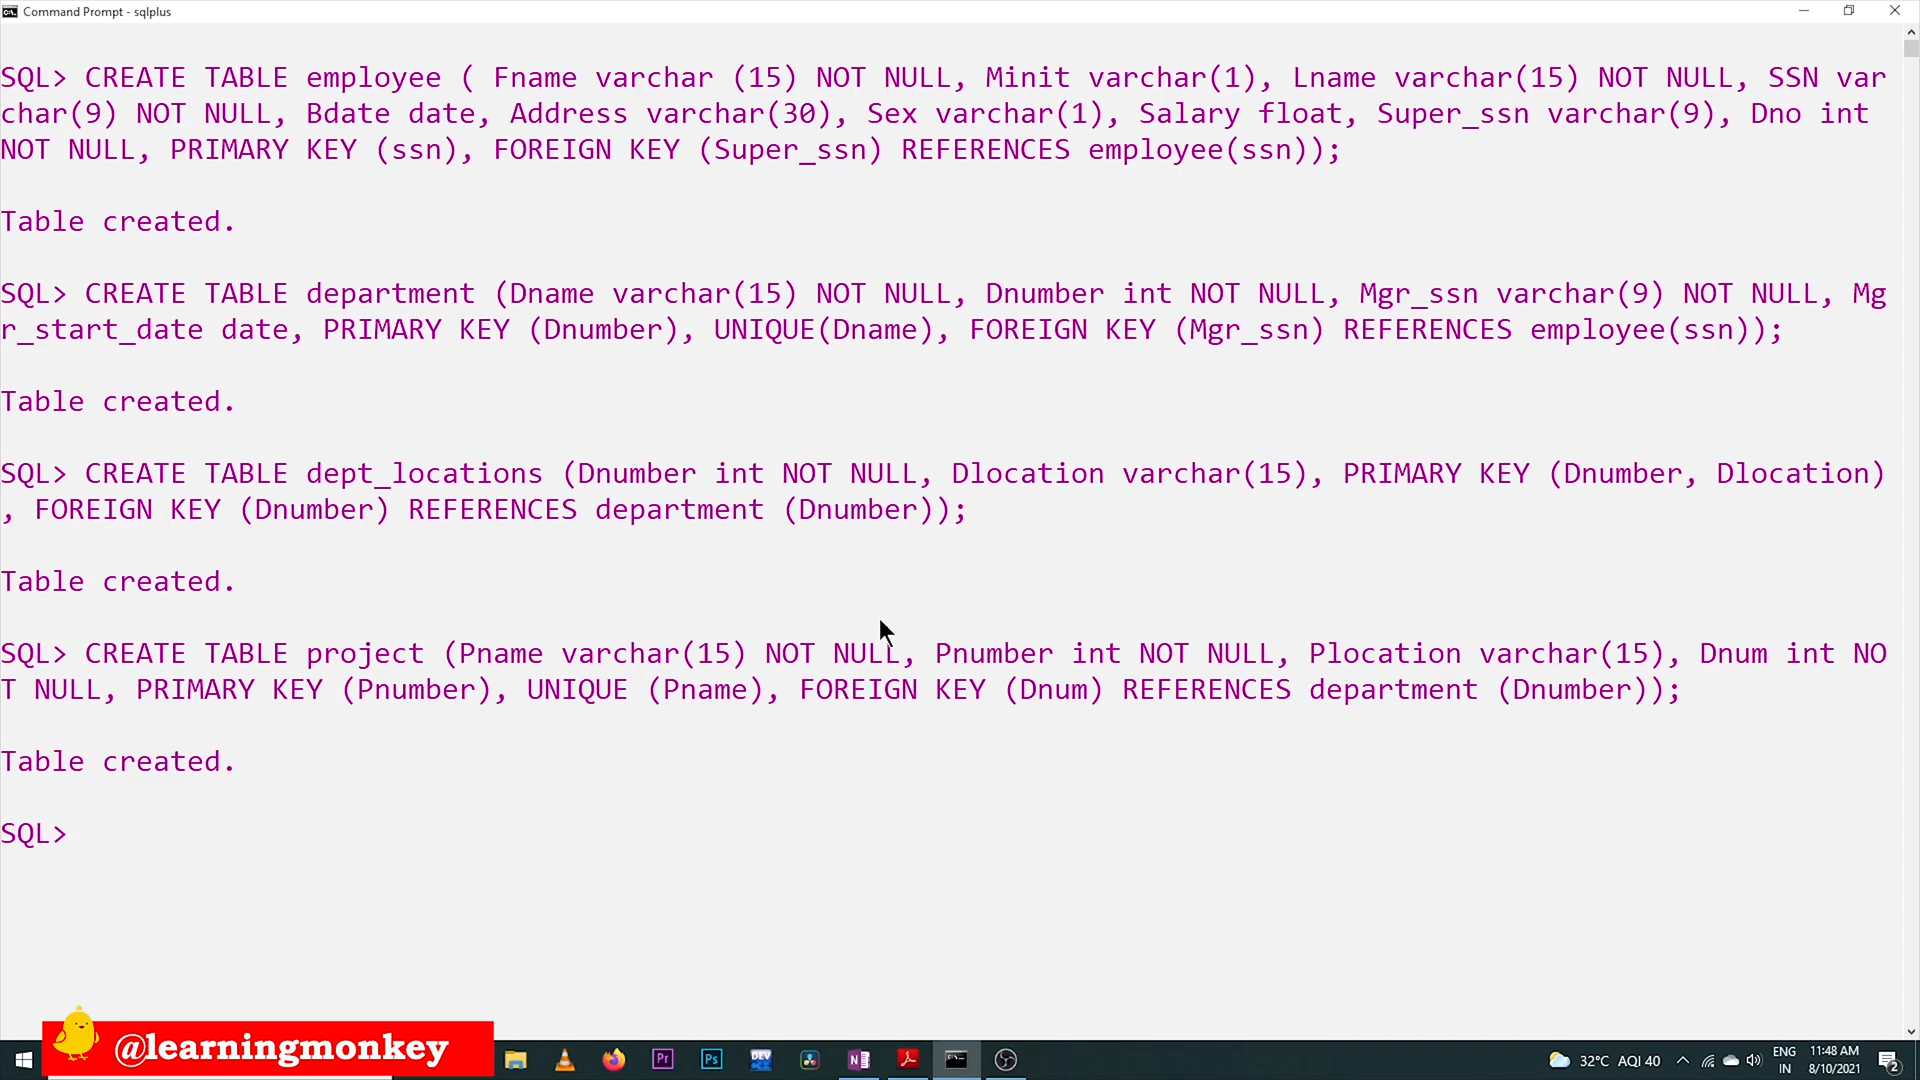 Command Prompt - sqlplus
SQL> CREATE TABLE employee ( Fname varchar (15) NOT NULL, Minit varchar(1), Lname varchar(15) NOT NULL, SSN var
char(9) NOT NULL, Bdate date, Address varchar(30), Sex varchar(1), Salary float, Super_ssn varchar(9), Dno int
NOT NULL, PRIMARY KEY (ssn), FOREIGN KEY (Super_ssn) REFERENCES employee(ssn));
Table created.
SQL> CREATE TABLE department (Dname varchar(15) NOT NULL, Dnumber int NOT NULL, Mgr_ssn varchar(9) NOT NULL, Mg
r_start_date date, PRIMARY KEY (Dnumber), UNIQUE(Dname), FOREIGN KEY (Mgr_ssn) REFERENCES employee(ssn));
Table created.
SQL> CREATE TABLE dept_locations (Dnumber int NOT NULL, Dlocation varchar(15), PRIMARY KEY (Dnumber, Dlocation)
, FOREIGN KEY (Dnumber) REFERENCES department (Dnumber));
Table created.
SQL> CREATE TABLE project (Pname varchar(15) NOT NULL, Pnumber int NOT NULL, Plocation varchar(15), Dnum int NO
T NULL, PRIMARY KEY (Pnumber), UNIQUE (Pname), FOREIGN KEY (Dnum) REFERENCES department (Dnumber));
Table created.
SQL>
@learningmonkey
Pr
Ps
DEV
N
32°C AQI 40
ENG
IN
11:48 AM
8/10/2021
2